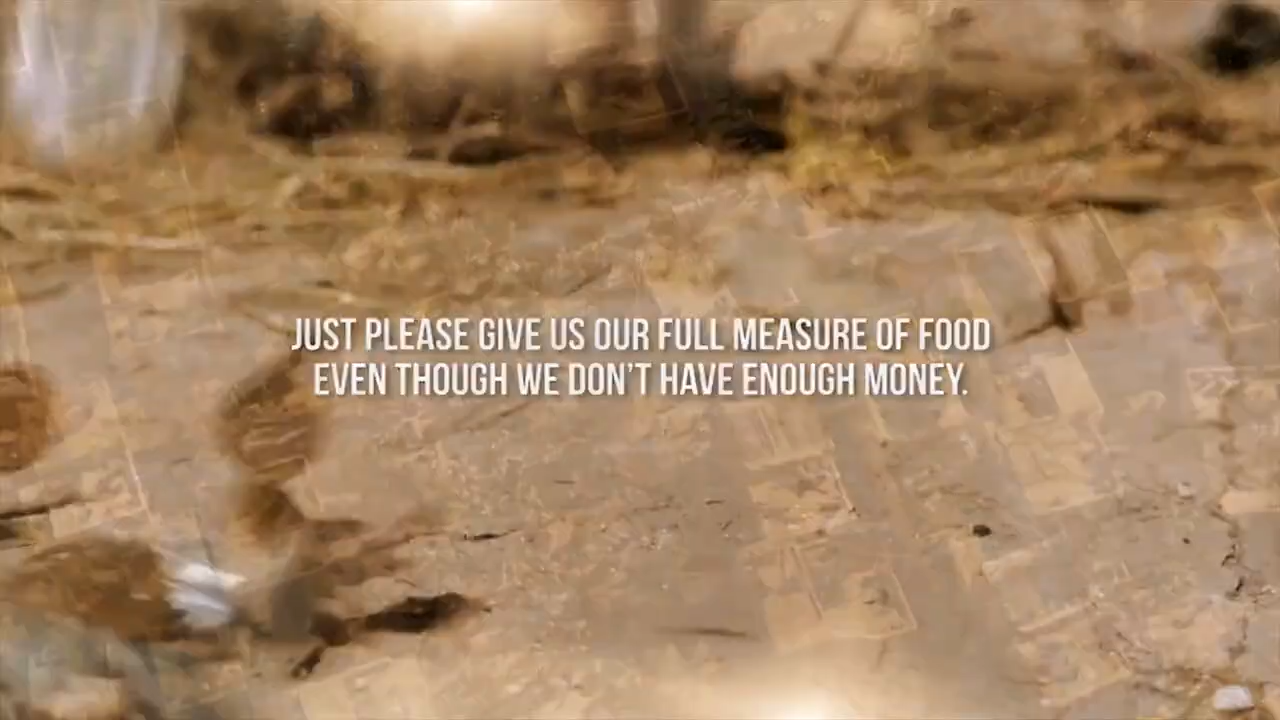 JUST PLEASE GIVE US OUR FULL MEASURE OF FOOD
EVEN THOUGH WE DON’T HAVE ENOUGH MONEY.